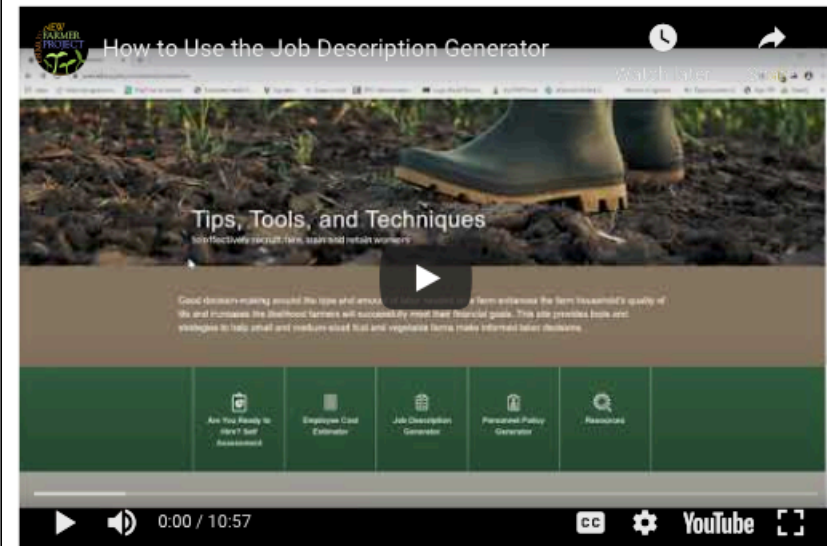 NEW
FARMER
PROJECT
How to Use the Job Description Generator
Watch later
Tips, Tools, and Techniques
to effectively recruit, hire, train and retain workers
Good decision-making around the type and amount of labor needed farm enhances the farm household's quality of
life and increases the likelihood farmers will successfully meet their financial goals. This site provides tools and
strategies to help small and medium-sized fruit and vegetable farms make informed labor decisions.
Are You Ready to
Hire? Self
Assessment
Employee Cost
Estimator
Job Description
Generator
Personnel Policy
Generator
Resources
0:00 / 10:57
CC
YouTube